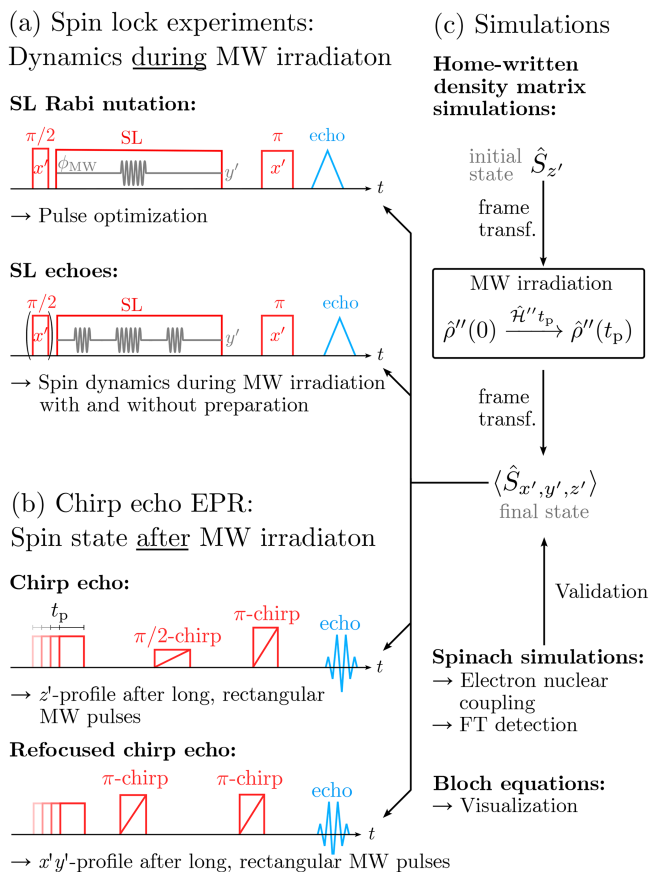 (a) Spin lock experiments:
Dynamics during MW irradiaton
SL Rabi nutation:
π/2 SL π echo
x′ ϕMW y′ x′ t
→ Pulse optimization
SL echoes:
π/2 SL π echo
(x′) y′ x′ t
→ Spin dynamics during MW irradiation
with and without preparation
(b) Chirp echo EPR:
Spin state after MW irradiaton
Chirp echo:
tp π/2-chirp π-chirp echo
t
→ z'-profile after long, rectangular
MW pulses
Refocused chirp echo:
π-chirp π-chirp echo
t
→ x'y'-profile after long, rectangular MW pulses
(c) Simulations
Home-written
density matrix
simulations:
initial
state Ŝz′
frame
transf.
MW irradiation
ρ̂′′(0) Ĥ′′tp → ρ̂′′(tp)
frame
transf.
⟨Ŝx′,y′,z′⟩
final state
Validation
Spinach simulations:
→ Electron nuclear
coupling
→ FT detection
Bloch equations:
→ Visualization